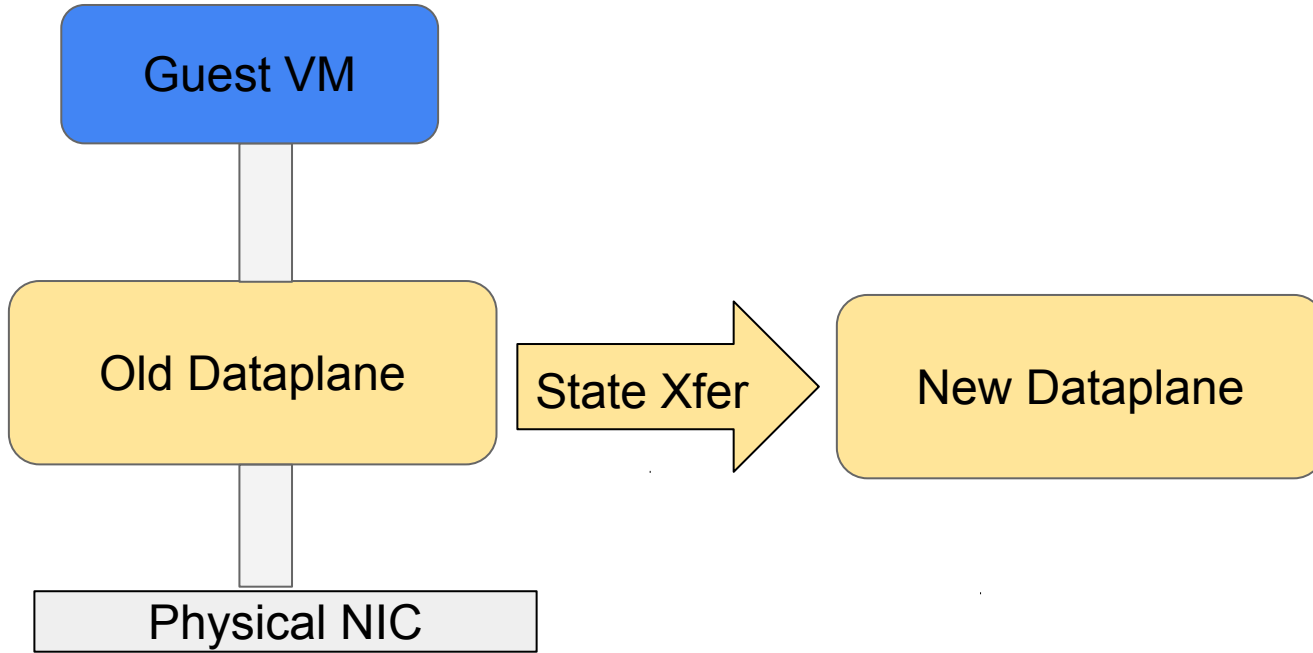 Guest VM
Old Dataplane
State Xfer
New Dataplane
Physical NIC